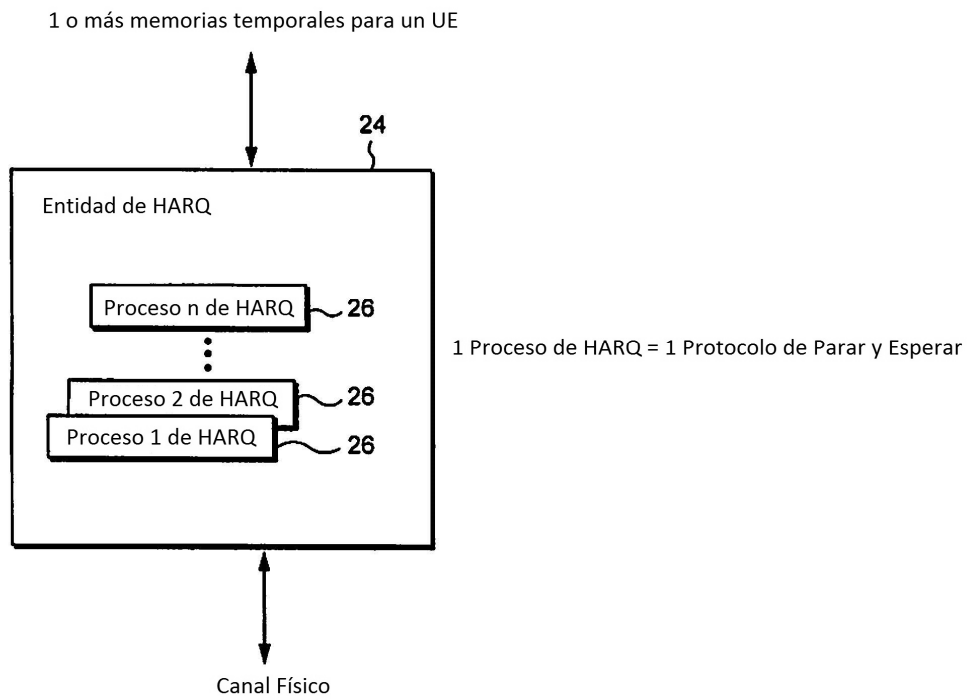 1 o más memorias temporales para un UE
24
Entidad de HARQ
Proceso n de HARQ 26
1 Proceso de HARQ = 1 Protocolo de Parar y Esperar
Proceso 2 de HARQ 26
Proceso 1 de HARQ 26
Canal Físico